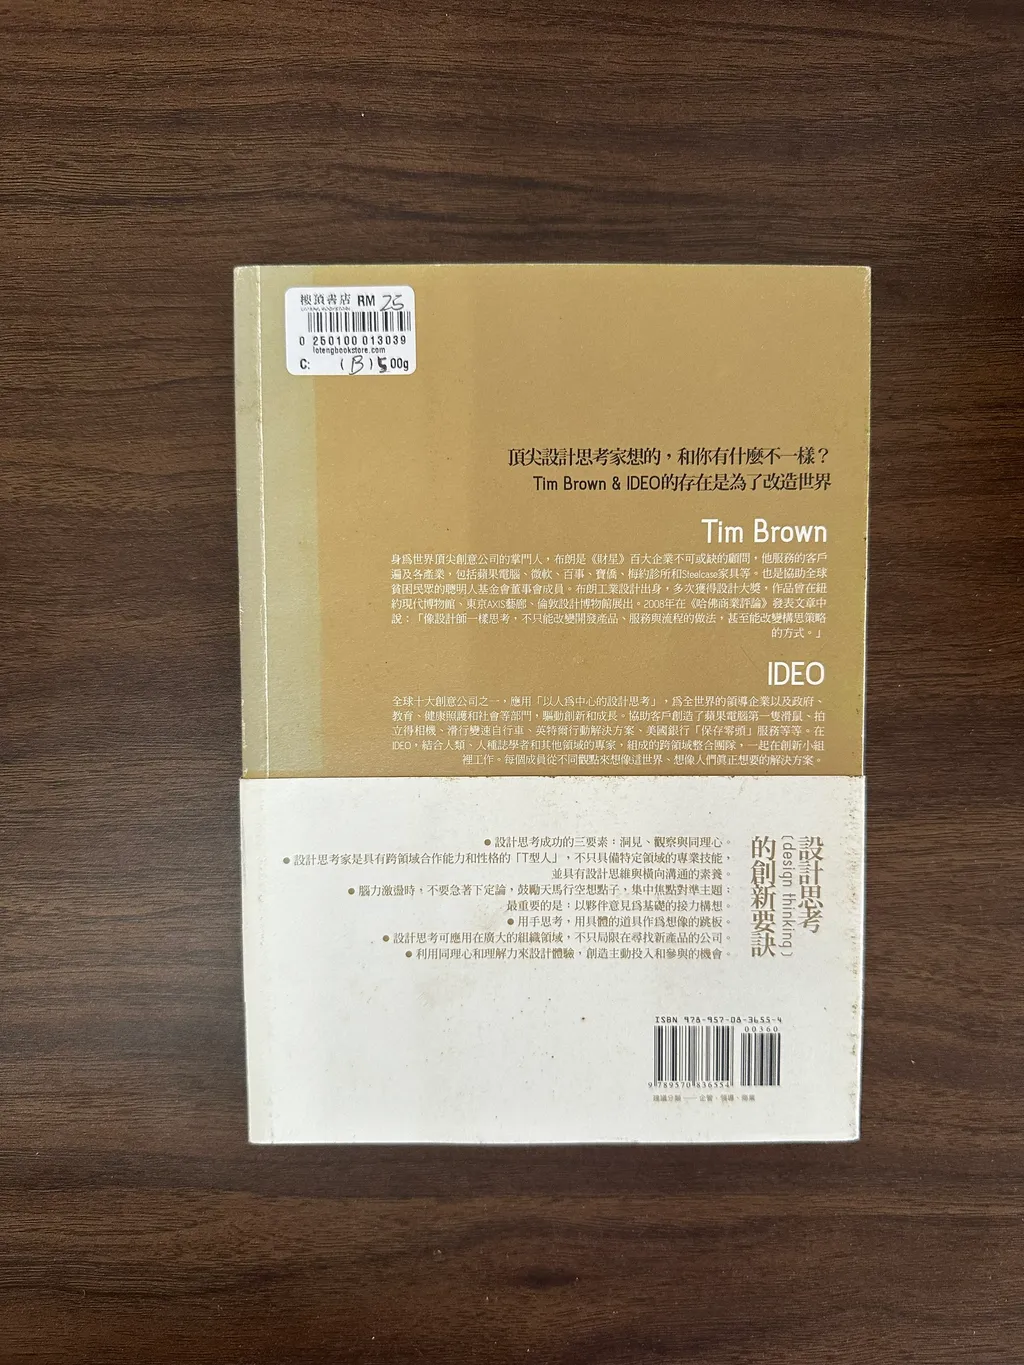 樓頂書店 RM 25
0 250100 013039
lotengbookstore.com
C: (B) 500g
頂尖設計思考家想的，和你有什麼不一樣？
Tim Brown & IDEO的存在是為了改造世界
Tim Brown
身為世界頂尖創意公司的掌門人，布朗是《財星》百大企業不可或缺的顧問，他服務的客戶
遍及各產業，包括蘋果電腦、微軟、百事、寶僑、梅約診所和Steelcase家具等。也是協助全球
貧困民眾的聰明人基金會董事會成員。布朗工業設計出身，多次獲得設計大獎，作品曾在紐
約現代博物館、東京AXIS藝廊、倫敦設計博物館展出。2008年在《哈佛商業評論》發表文章中
說：「像設計師一樣思考，不只能改變開發產品、服務與流程的做法，甚至能改變構思策略
的方式。」
IDEO
全球十大創意公司之一，應用「以人為中心的設計思考」，為全世界的領導企業以及政府、
教育、健康照護和社會等部門，驅動創新和成長。協助客戶創造了蘋果電腦第一隻滑鼠、拍
立得相機、滑行變速自行車、英特爾行動解決方案、美國銀行「保存零頭」服務等等。在
IDEO，結合人類、人種誌學者和其他領域的專家，組成的跨領域整合團隊，一起在創新小組
裡工作。每個成員從不同觀點來想像這世界、想像人們真正想要的解決方案。
設計思考
(design thinking)
的創新要訣
● 設計思考成功的三要素：洞見、觀察與同理心。
● 設計思考家是具有跨領域合作能力和性格的「T型人」，不只具備特定領域的專業技能，
並具有設計思維與橫向溝通的素養。
● 腦力激盪時，不要急著下定論，鼓勵天馬行空想點子，集中焦點對準主題；
最重要的是：以夥伴意見為基礎的接力構想。
● 用手思考，用具體的道具作為想像的跳板。
● 設計思考可應用在廣大的組織領域，不只局限在尋找新產品的公司。
● 利用同理心和理解力來設計體驗，創造主動投入和參與的機會。
ISBN 978-957-08-3655-4
00360
9 789570 836554
建議分類——企管、領導、商業